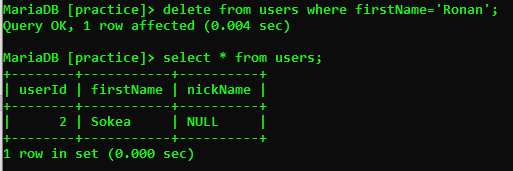 MariaDB [practice]> delete from users where firstName='Ronan';
Query OK, 1 row affected (0.004 sec)
MariaDB [practice]> select * from users;
+--------+-----------+----------+
| userId | firstName | nickName |
+--------+-----------+----------+
|      2 | Sokea     | NULL     |
+--------+-----------+----------+
1 row in set (0.000 sec)